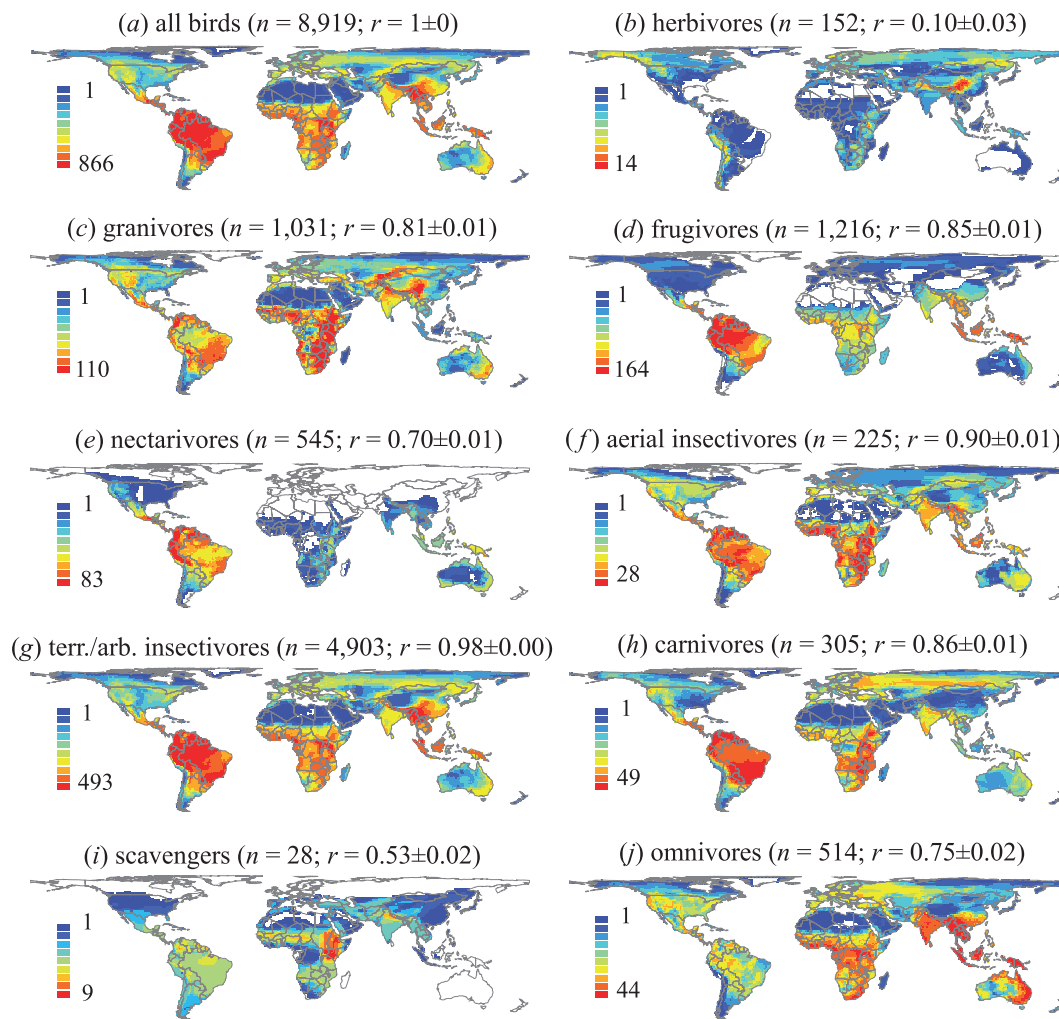 (a) all birds (n = 8,919; r = 1±0)
1
866
(b) herbivores (n = 152; r = 0.10±0.03)
1
14
(c) granivores (n = 1,031; r = 0.81±0.01)
1
110
(d) frugivores (n = 1,216; r = 0.85±0.01)
1
164
(e) nectarivores (n = 545; r = 0.70±0.01)
1
83
(f) aerial insectivores (n = 225; r = 0.90±0.01)
1
28
(g) terr./arb. insectivores (n = 4,903; r = 0.98±0.00)
1
493
(h) carnivores (n = 305; r = 0.86±0.01)
1
49
(i) scavengers (n = 28; r = 0.53±0.02)
1
9
(j) omnivores (n = 514; r = 0.75±0.02)
1
44